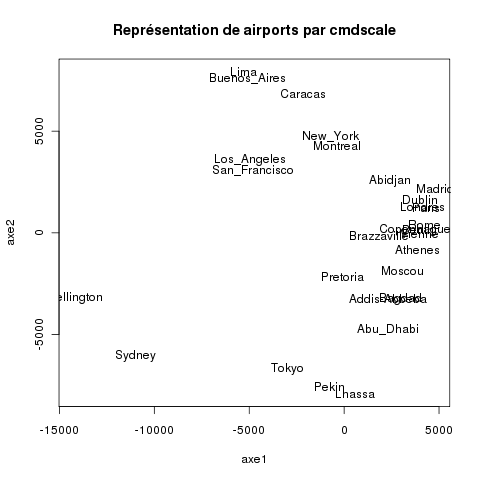 Représentation de airports par cmdscale
Lima
Buenos_Aires
Caracas
New_York
Montreal
Los_Angeles
San_Francisco
Abidjan
Madrid
Dublin
Londres
Paris
Rome
Copenhague
Vienne
Brazzaville
Athenes
Moscou
Pretoria
Addis-Abeba
Bagdad
ellington
Abu_Dhabi
Sydney
Tokyo
Pekin
Lhassa
axe2
5000
0
-5000
-15000
-10000
-5000
0
5000
axe1